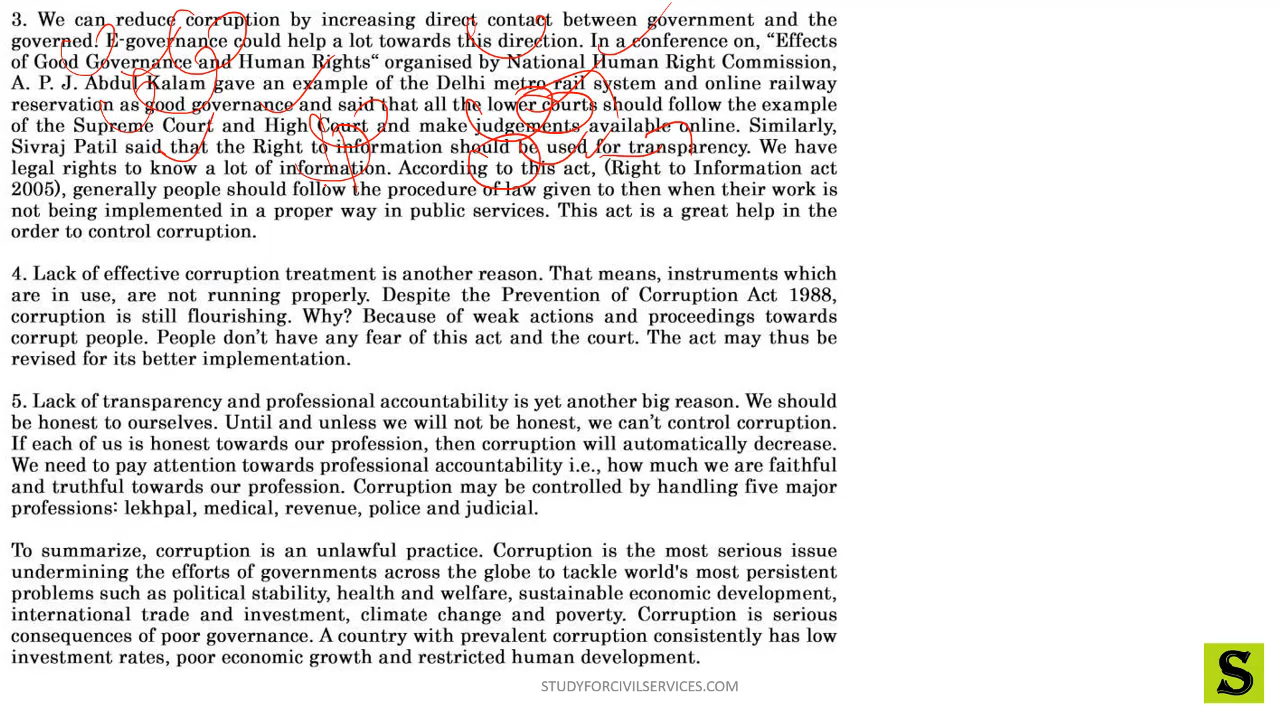 3. We can reduce corruption by increasing direct contact between government and the
governed. E-governance could help a lot towards this direction. In a conference on, “Effects
of Good Governance and Human Rights“ organised by National Human Right Commission,
A. P. J. Abdul Kalam gave an example of the Delhi metro rail system and online railway
reservation as good governance and said that all the lower courts should follow the example
of the Supreme Court and High Court and make judgements available online. Similarly,
Sivraj Patil said that the Right to information should be used for transparency. We have
legal rights to know a lot of information. According to this act, (Right to Information act
2005), generally people should follow the procedure of law given to then when their work is
not being implemented in a proper way in public services. This act is a great help in the
order to control corruption.
4. Lack of effective corruption treatment is another reason. That means, instruments which
are in use, are not running properly. Despite the Prevention of Corruption Act 1988,
corruption is still flourishing. Why? Because of weak actions and proceedings towards
corrupt people. People don’t have any fear of this act and the court. The act may thus be
revised for its better implementation.
5. Lack of transparency and professional accountability is yet another big reason. We should
be honest to ourselves. Until and unless we will not be honest, we can’t control corruption.
If each of us is honest towards our profession, then corruption will automatically decrease.
We need to pay attention towards professional accountability i.e., how much we are faithful
and truthful towards our profession. Corruption may be controlled by handling five major
professions: lekhpal, medical, revenue, police and judicial.
To summarize, corruption is an unlawful practice. Corruption is the most serious issue
undermining the efforts of governments across the globe to tackle world's most persistent
problems such as political stability, health and welfare, sustainable economic development,
international trade and investment, climate change and poverty. Corruption is serious
consequences of poor governance. A country with prevalent corruption consistently has low
investment rates, poor economic growth and restricted human development.
STUDYFORCIVILSERVICES.COM
S